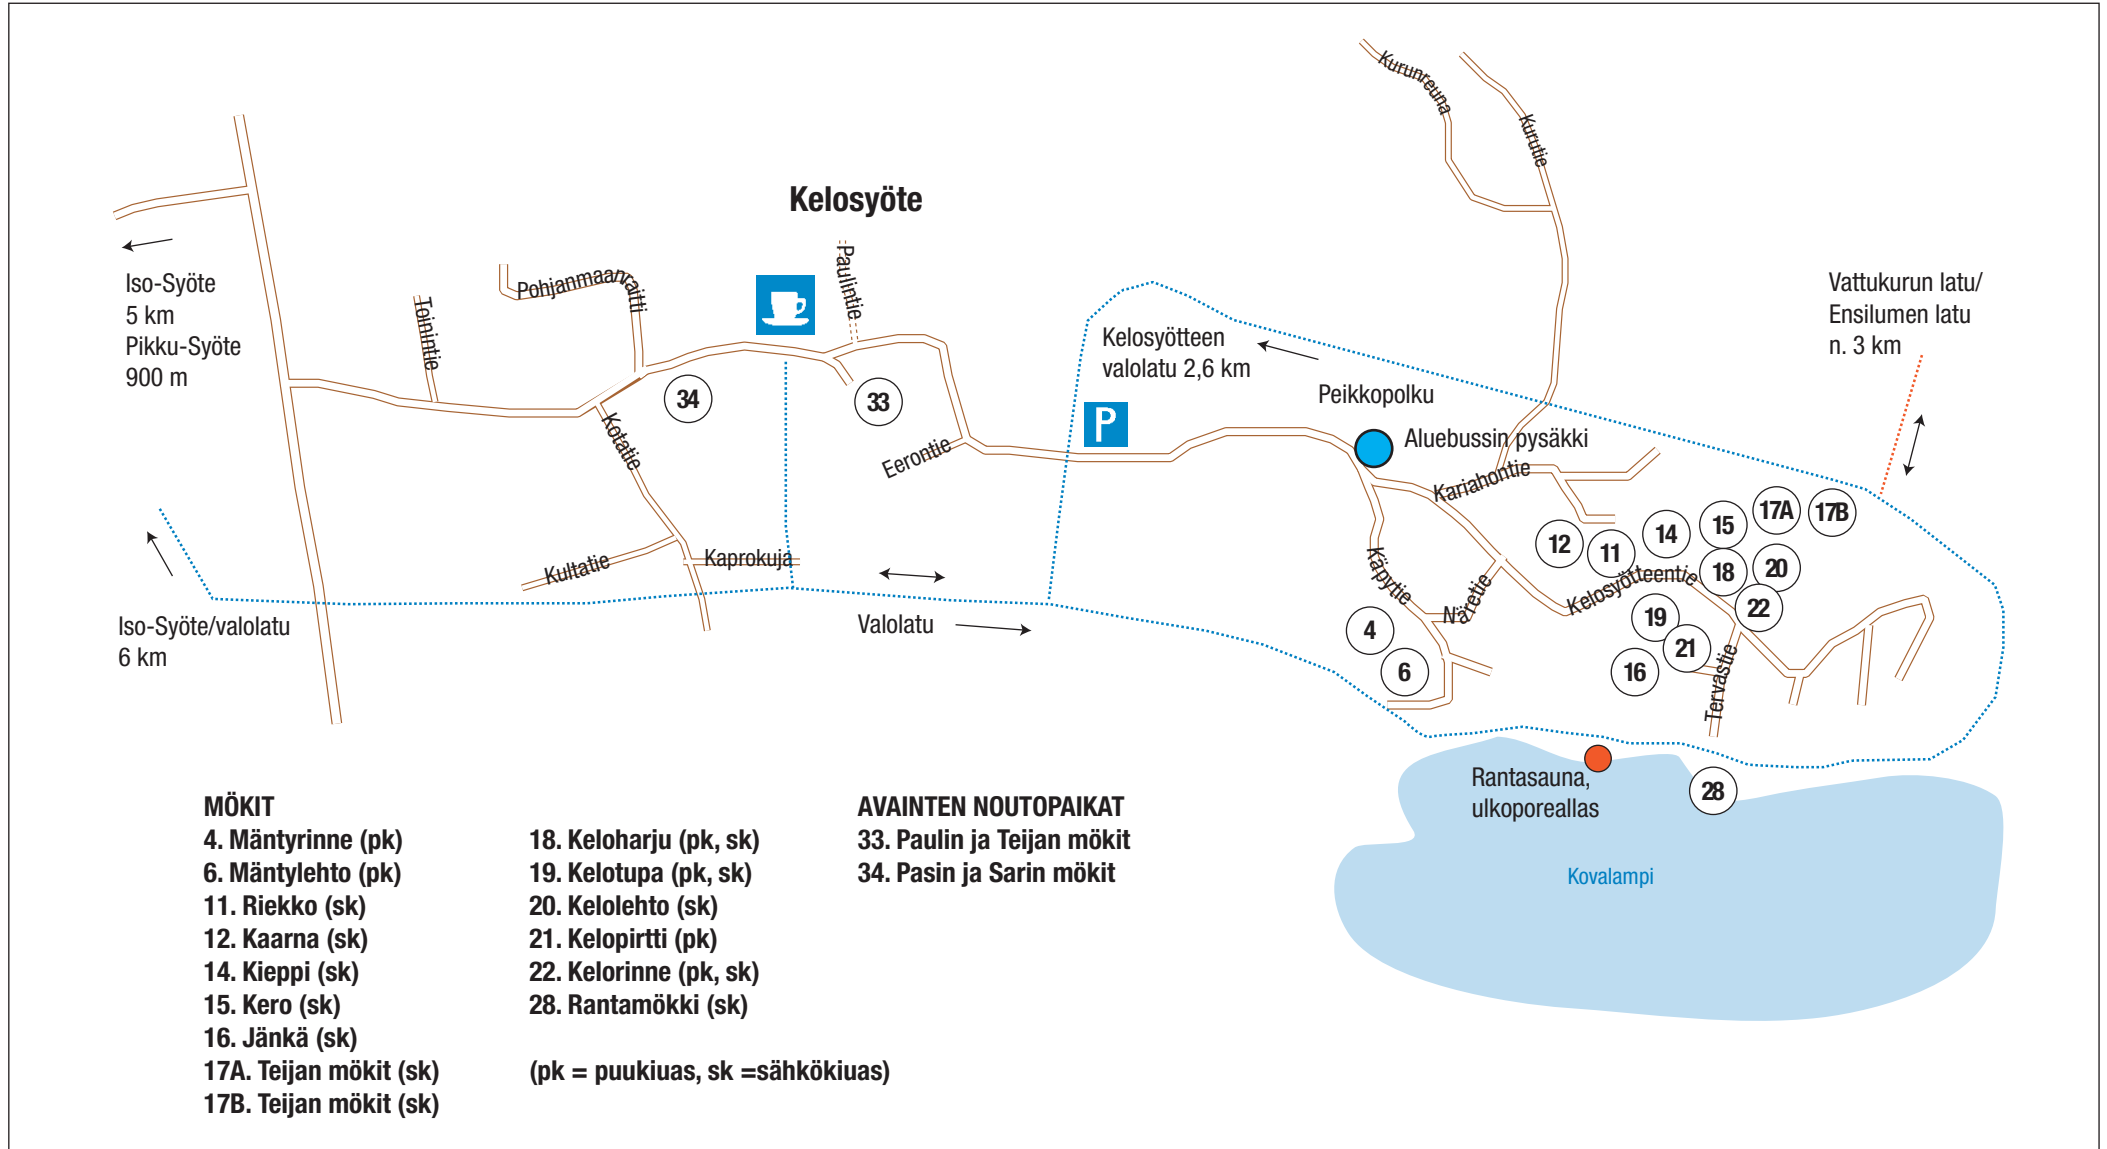 Kelosyöte
Kurunreuna
Kurutie
Iso-Syöte
5 km
Pikku-Syöte
900 m
Toinintie
Pohjanmaanraitti
Paulintie
Kelosyötteen
valolatu 2,6 km
Vattukurun latu/
Ensilumen latu
n. 3 km
34
33
Kotatie
Eerontie
P
Peikkopolku
Aluebussin pysäkki
Kariahontie
12
11
14
15
17A
17B
18
20
22
Kelosyötteentie
19
21
16
Tervastie
Käpytie
Näretie
4
6
Kultatie
Kaprokuja
Iso-Syöte/valolatu
6 km
Valolatu
Rantasauna,
ulkoporeallas
28
Kovalampi
MÖKIT
4. Mäntyrinne (pk)
6. Mäntylehto (pk)
11. Riekko (sk)
12. Kaarna (sk)
14. Kieppi (sk)
15. Kero (sk)
16. Jänkä (sk)
17A. Teijan mökit (sk)
17B. Teijan mökit (sk)
18. Keloharju (pk, sk)
19. Kelotupa (pk, sk)
20. Kelolehto (sk)
21. Kelopirtti (pk)
22. Kelorinne (pk, sk)
28. Rantamökki (sk)
(pk = puukiuas, sk =sähkökiuas)
AVAINTEN NOUTOPAIKAT
33. Paulin ja Teijan mökit
34. Pasin ja Sarin mökit